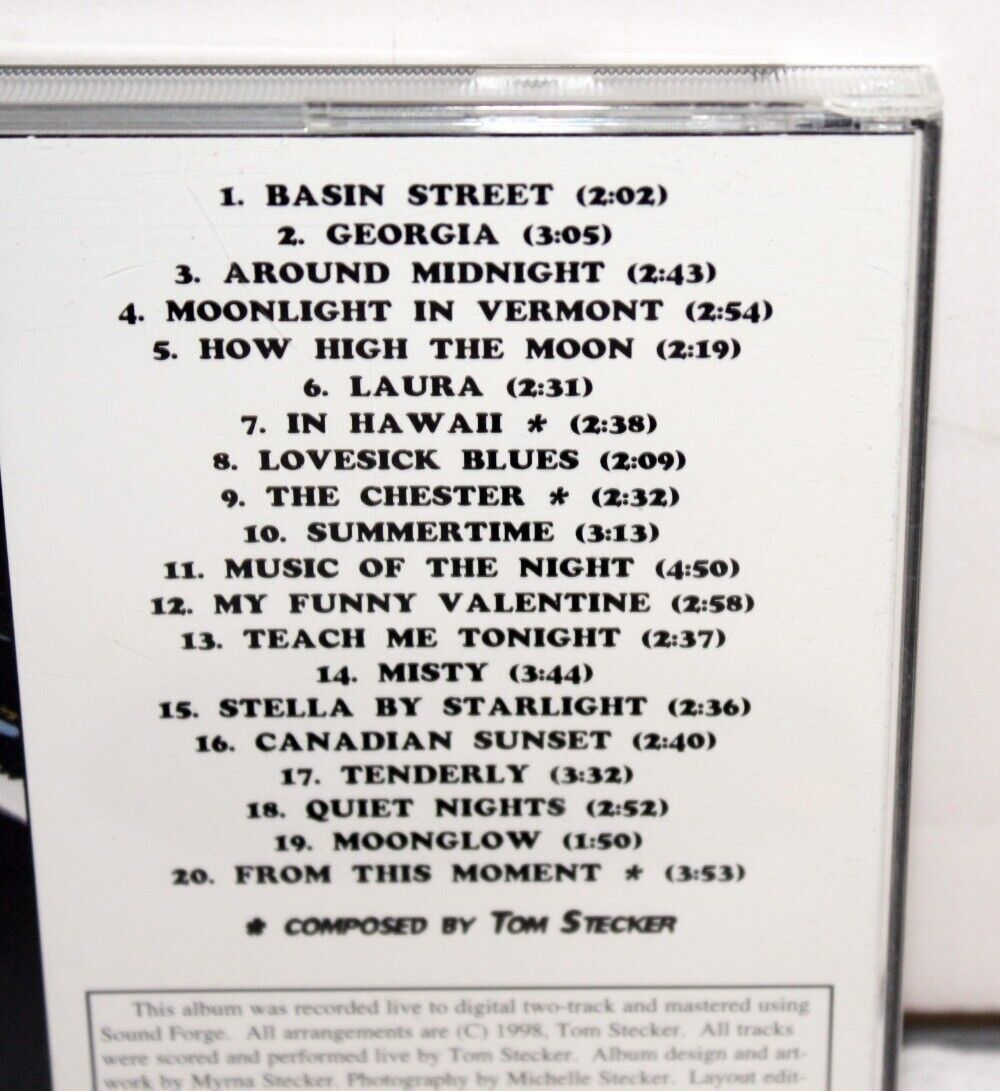 1. BASIN STREET (2:02)
2. GEORGIA (3:05)
3. AROUND MIDNIGHT (2:43)
4. MOONLIGHT IN VERMONT (2:54)
5. HOW HIGH THE MOON (2:19)
6. LAURA (2:31)
7. IN HAWAII * (2:38)
8. LOVESICK BLUES (2:09)
9. THE CHESTER * (2:32)
10. SUMMERTIME (3:13)
11. MUSIC OF THE NIGHT (4:50)
12. MY FUNNY VALENTINE (2:58)
13. TEACH ME TONIGHT (2:37)
14. MISTY (3:44)
15. STELLA BY STARLIGHT (2:36)
16. CANADIAN SUNSET (2:40)
17. TENDERLY (3:32)
18. QUIET NIGHTS (2:52)
19. MOONGLOW (1:50)
20. FROM THIS MOMENT * (3:53)
* COMPOSED BY TOM STECKER
This album was recorded live to digital two-track and mastered using
Sound Forge. All arrangements are (C) 1998, Tom Stecker. All tracks
were scored and performed live by Tom Stecker. Album design and art-
work by Myrna Stecker. Photography by Michelle Stecker. Layout edit-